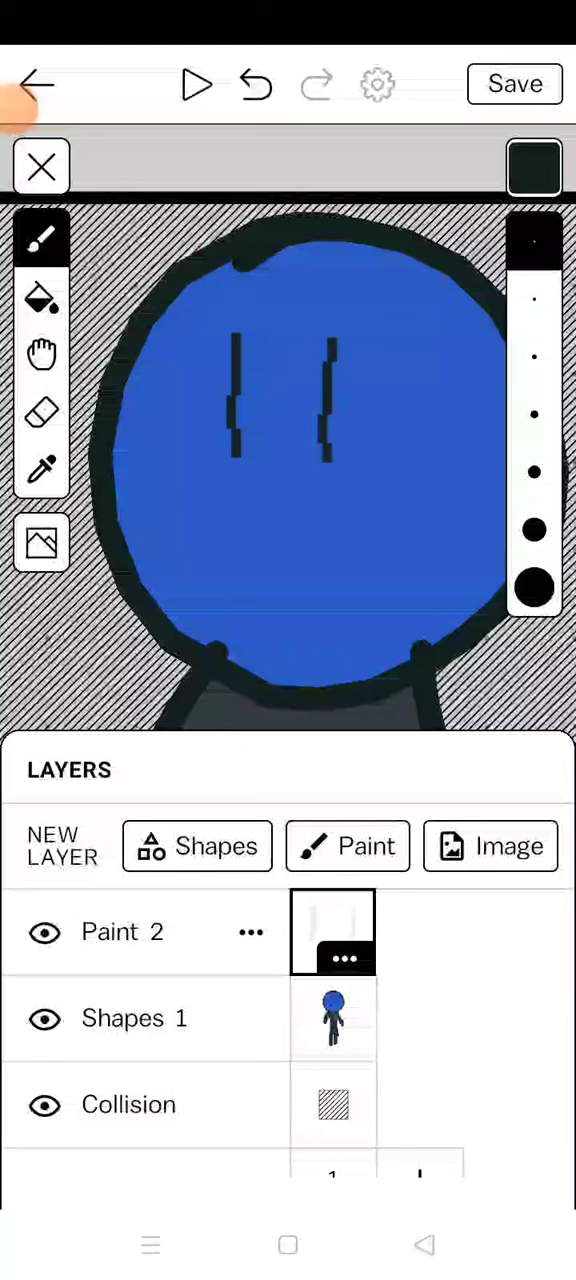 Save
LAYERS
NEW LAYER
Shapes
Paint
Image
Paint 2
Shapes 1
Collision